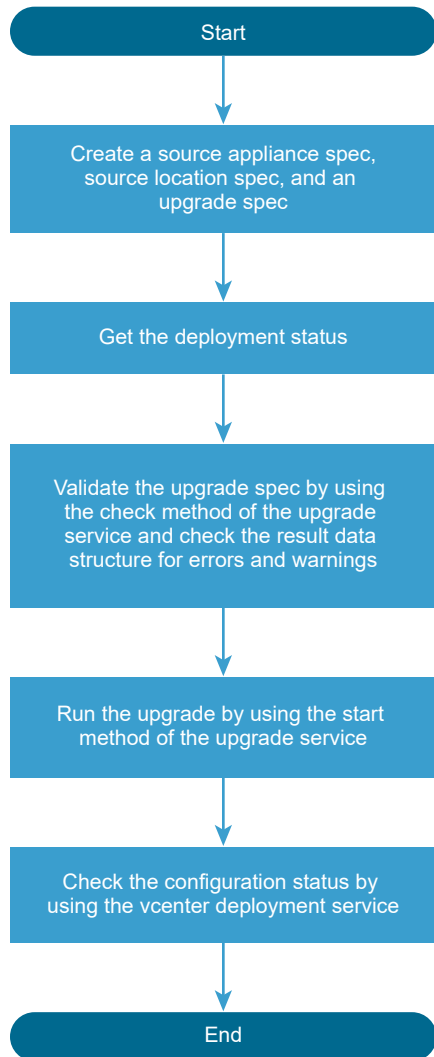 Start
Create a source appliance spec,
source location spec, and an
upgrade spec
Get the deployment status
Validate the upgrade spec by using
the check method of the upgrade
service and check the result data
structure for errors and warnings
Run the upgrade by using the start
method of the upgrade service
Check the configuration status by
using the vcenter deployment service
End